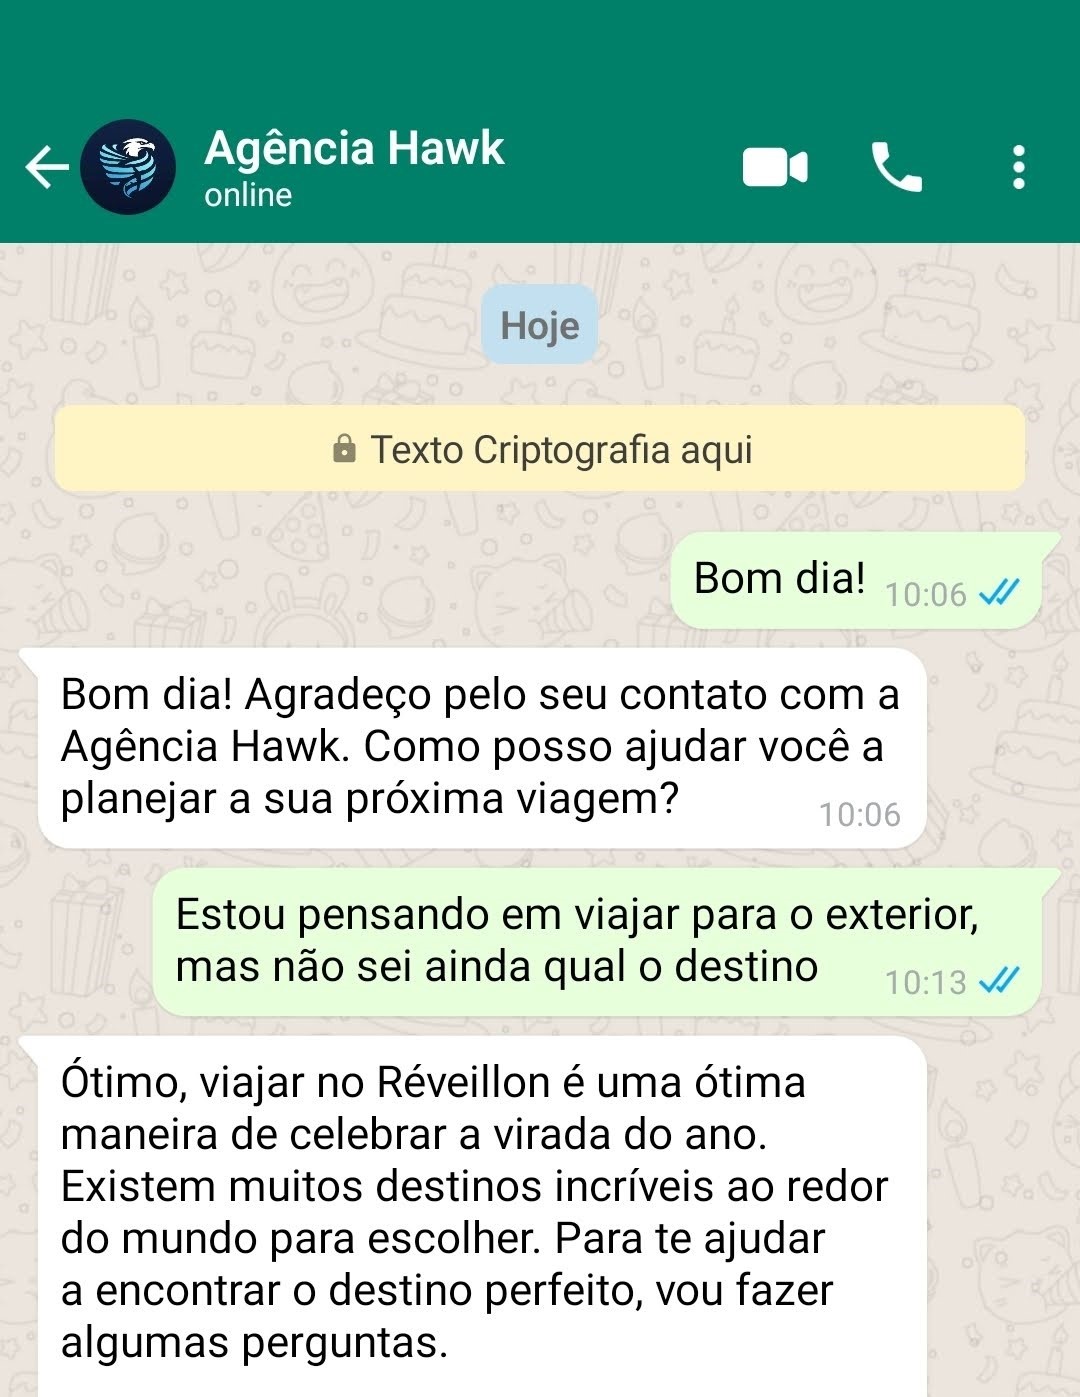 Agência Hawk
online
Hoje
Texto Criptografia aqui
Bom dia!
10:06
Bom dia! Agradeço pelo seu contato com a
Agência Hawk. Como posso ajudar você a
planejar a sua próxima viagem?
10:06
Estou pensando em viajar para o exterior,
mas não sei ainda qual o destino
10:13
Ótimo, viajar no Réveillon é uma ótima
maneira de celebrar a virada do ano.
Existem muitos destinos incríveis ao redor
do mundo para escolher. Para te ajudar
a encontrar o destino perfeito, vou fazer
algumas perguntas.